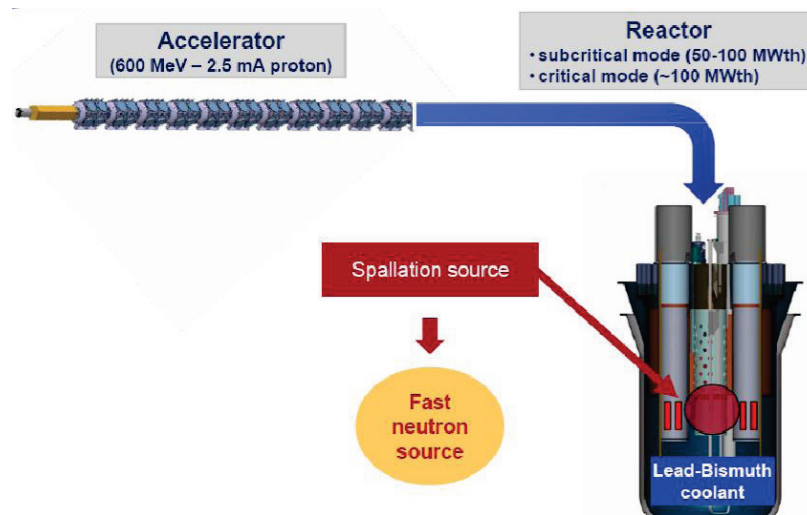 Accelerator
(600 MeV – 2.5 mA proton)
Reactor
• subcritical mode (50-100 MWth)
• critical mode (~100 MWth)
Spallation source
Fast
neutron
source
Lead-Bismuth
coolant